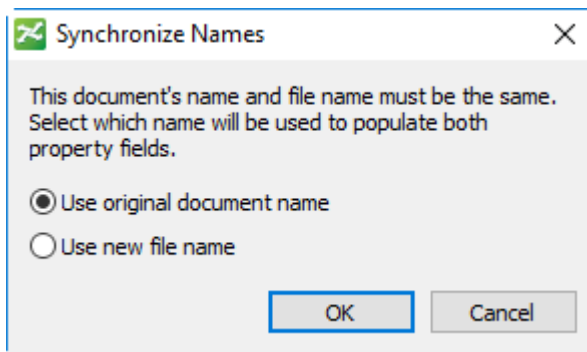 Synchronize Names
This document's name and file name must be the same.
Select which name will be used to populate both
property fields.
Use original document name
Use new file name
OK
Cancel